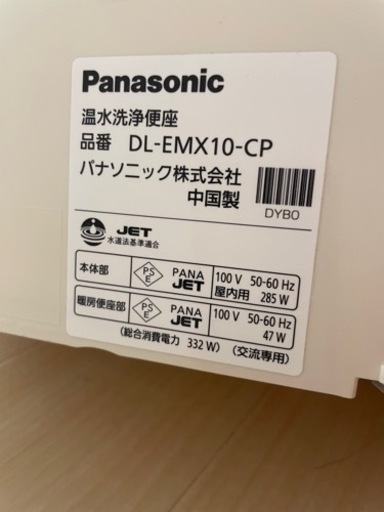 Panasonic
温水洗浄便座
品番 DL-EMX10-CP
パナソニック株式会社
中国製
DYBO
JET
水道法基準適合
本体部 PSE PANA JET 100 V 50-60 Hz 屋内用 285 W
暖房便座部 PSE PANA JET 100 V 50-60 Hz 47 W
(総合消費電力 332 W) (交流専用)